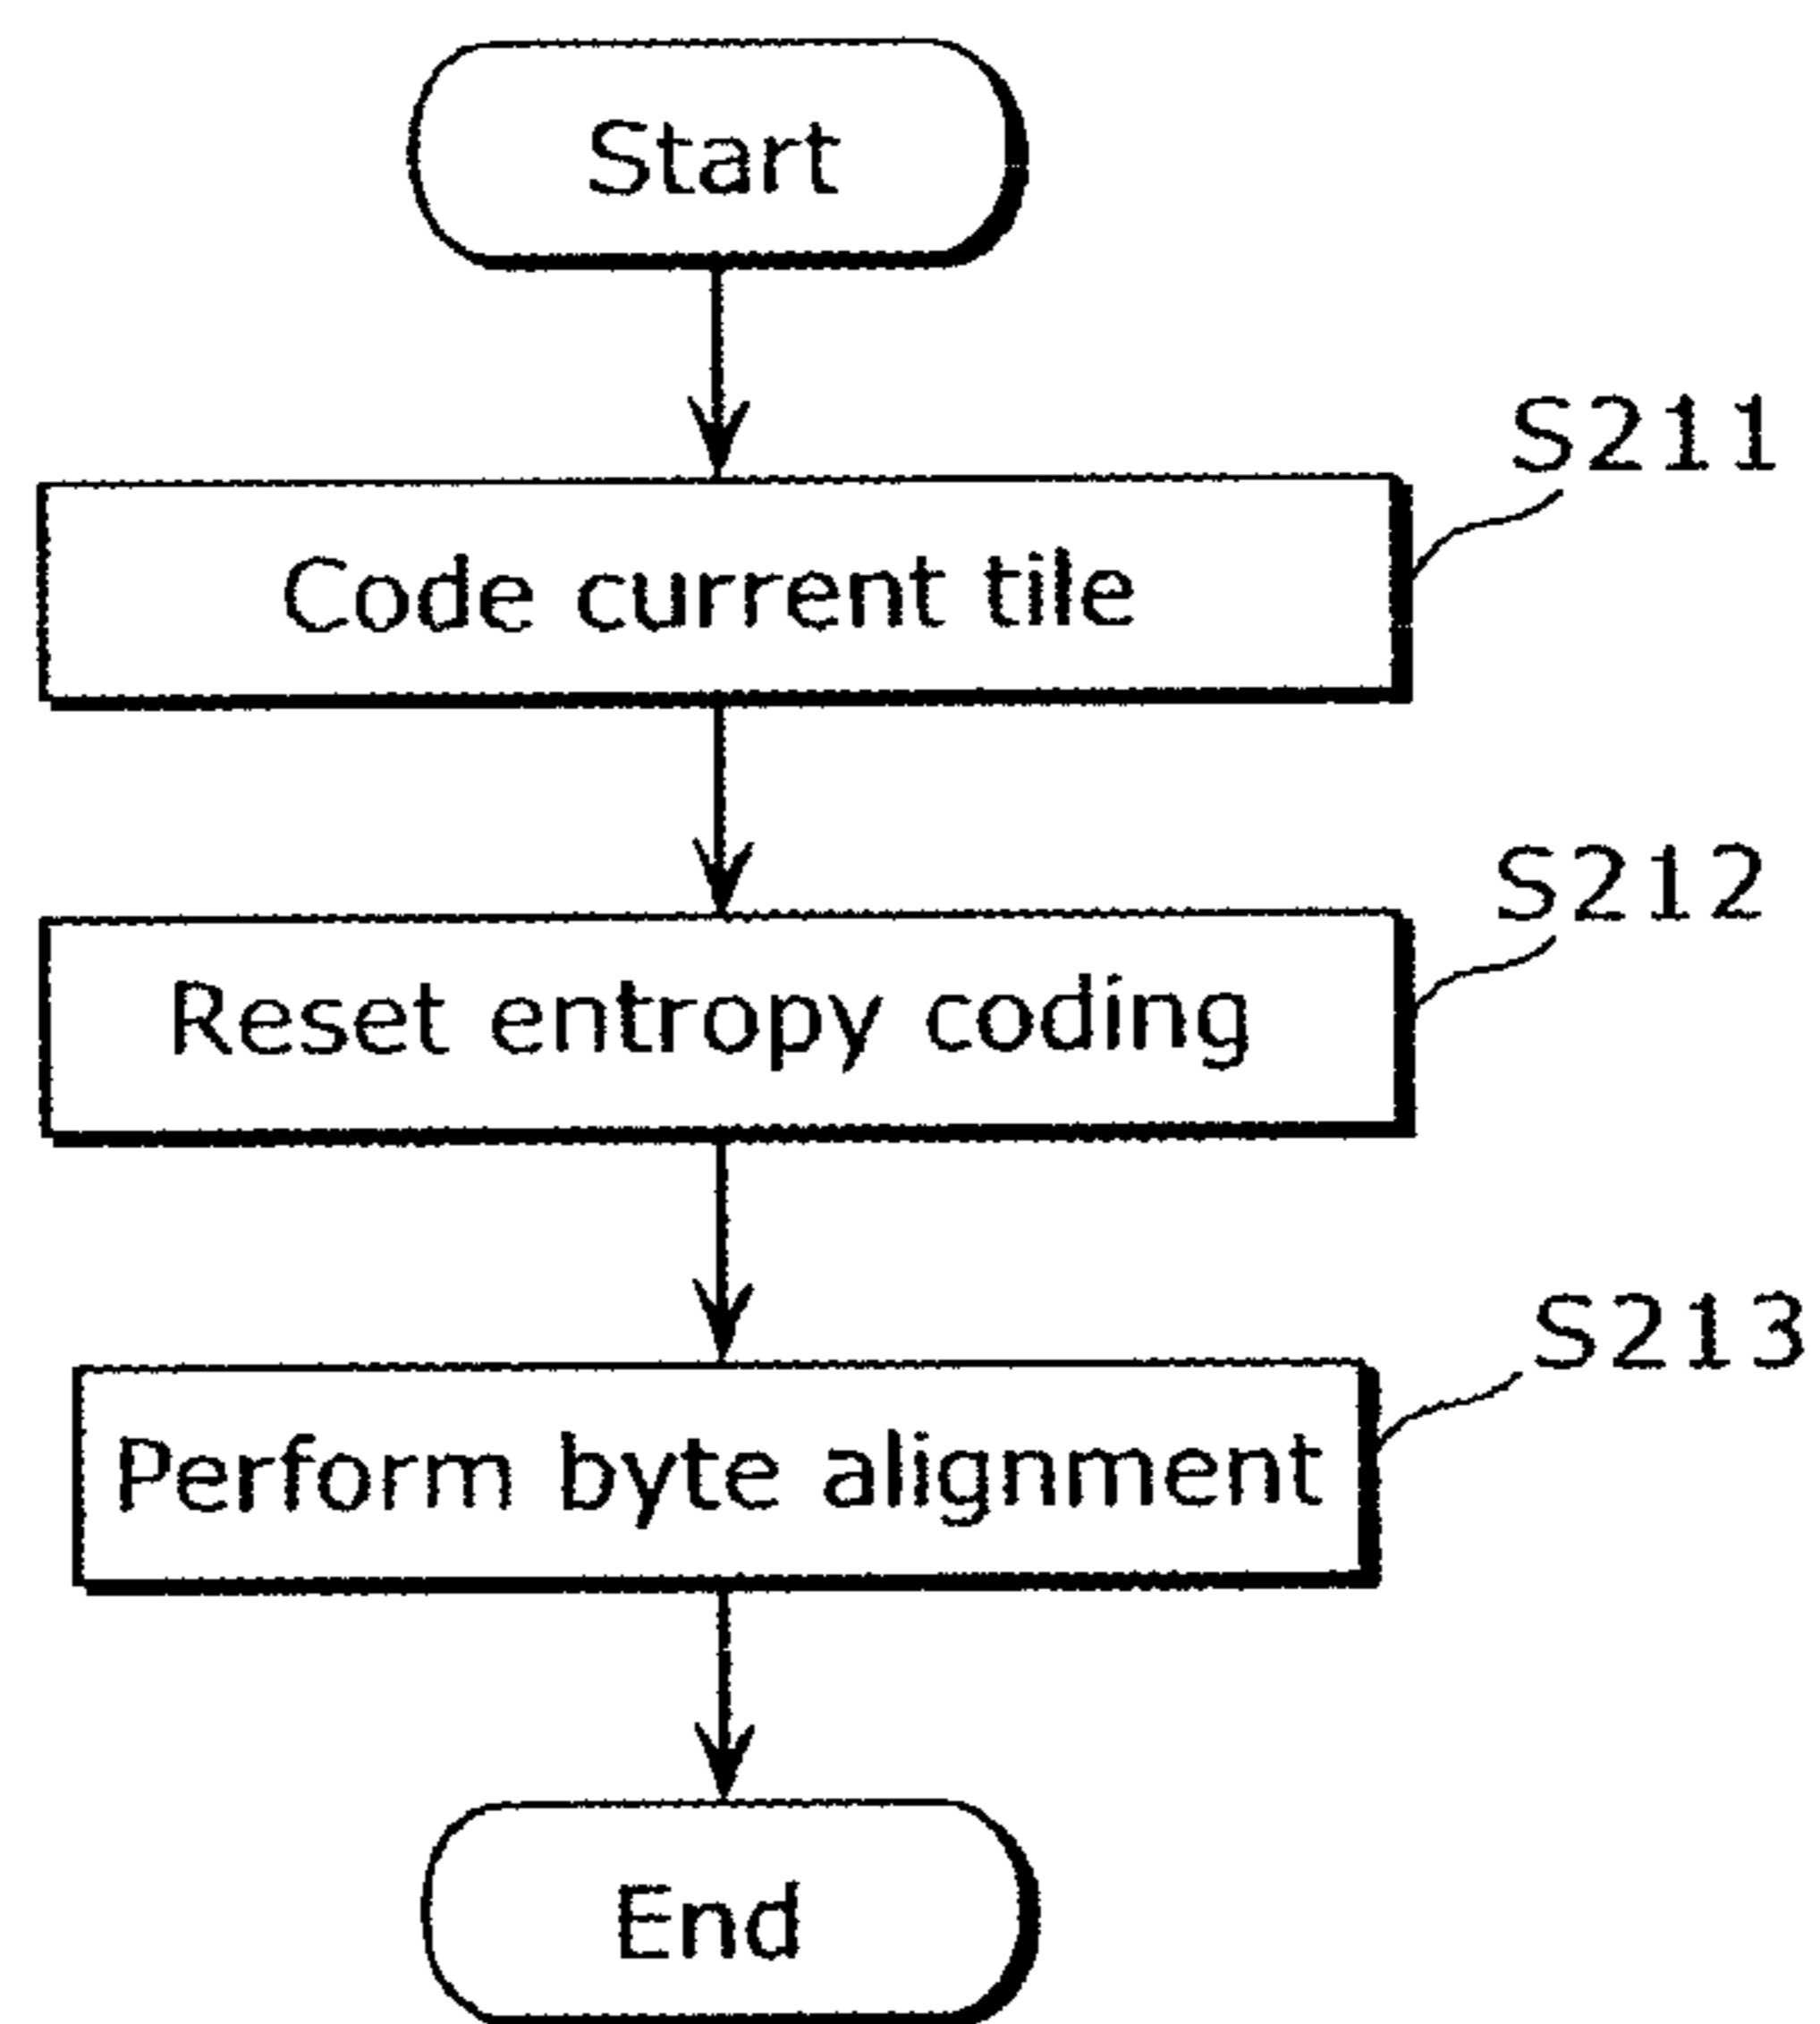 Start
S211
Code current tile
S212
Reset entropy coding
S213
Perform byte alignment
End